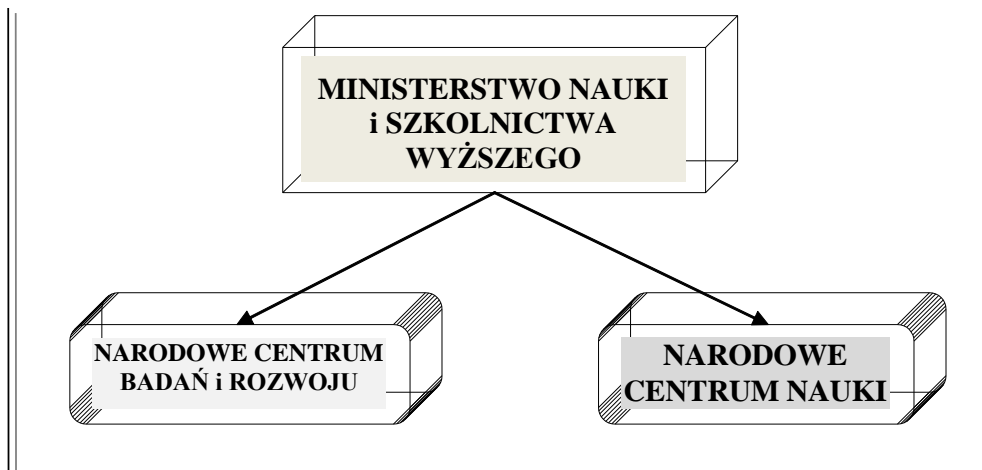 MINISTERSTWO NAUKI
i SZKOLNICTWA
WYŻSZEGO
NARODOWE CENTRUM
BADAŃ i ROZWOJU
NARODOWE
CENTRUM NAUKI